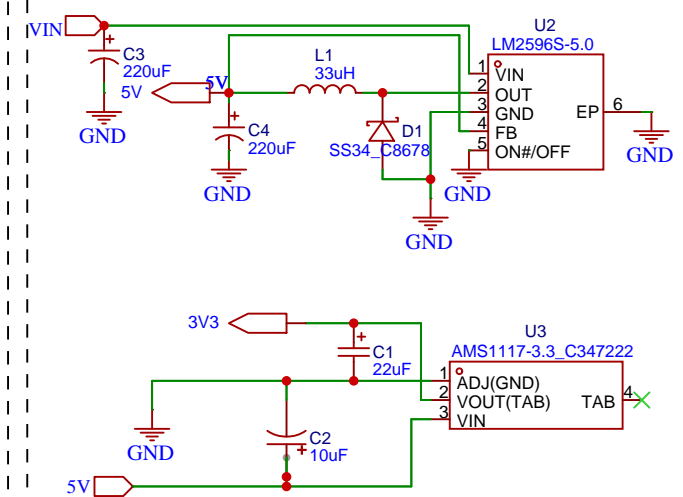 VIN
C3
220uF
5V
GND
5V
L1
33uH
C4
220uF
GND
D1
SS34_C8678
GND
U2
LM2596S-5.0
1
VIN
2
OUT
3
GND
4
FB
5
ON#/OFF
EP
6
GND
GND
3V3
C1
22uF
GND
C2
10uF
5V
U3
AMS1117-3.3_C347222
1
ADJ(GND)
2
VOUT(TAB)
3
VIN
TAB
4